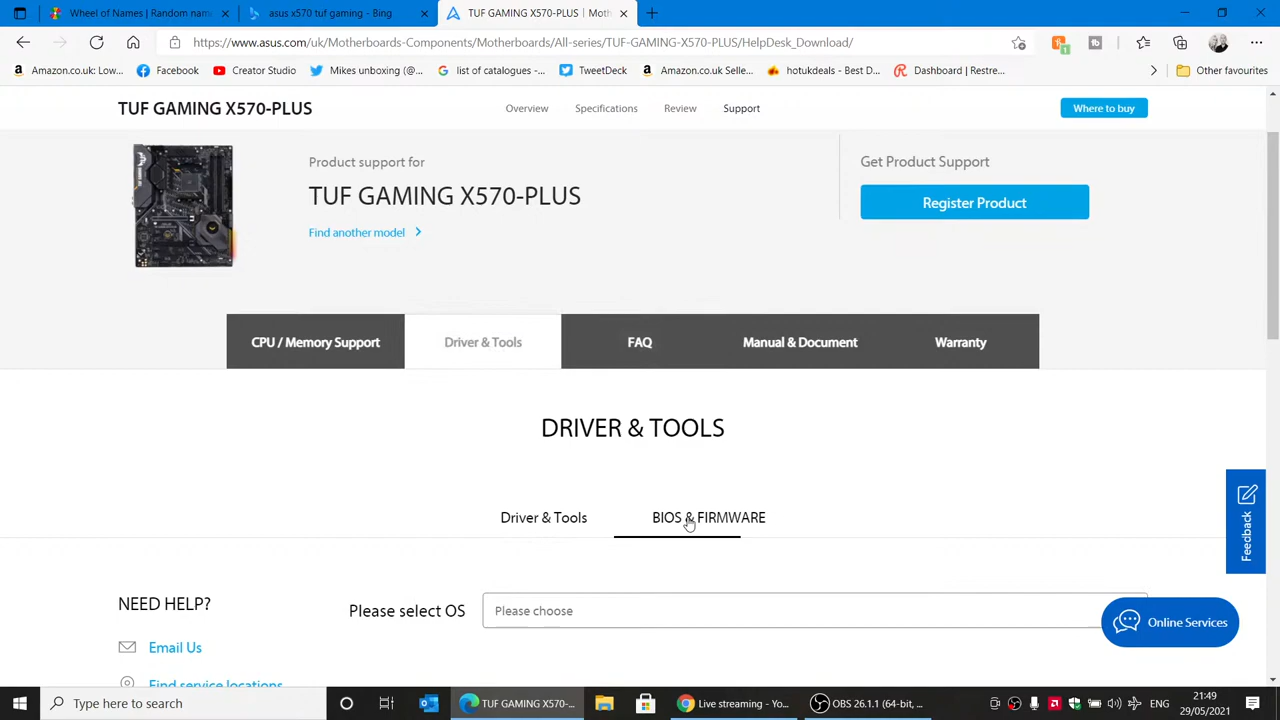 Wheel of Names | Random nam
asus x570 tuf gaming - Bing
TUF GAMING X570-PLUS | Moth
https://www.asus.com/uk/Motherboards-Components/Motherboards/All-series/TUF-GAMING-X570-PLUS/HelpDesk_Download/
Amazon.co.uk: Low...
Facebook
Creator Studio
Twitter
Mikes unboxing (@...
list of catalogues -...
TweetDeck
Amazon.co.uk Selle...
hotukdeals - Best D...
Dashboard | Restre...
Other favourites
TUF GAMING X570-PLUS
Overview
Specifications
Review
Support
Where to buy
Product support for
TUF GAMING X570-PLUS
Find another model
Get Product Support
Register Product
CPU / Memory Support
Driver & Tools
FAQ
Manual & Document
Warranty
DRIVER & TOOLS
Driver & Tools
BIOS & FIRMWARE
Feedback
NEED HELP?
Please select OS
Please choose
Email Us
Online Services
Find service locations
Type here to search
TUF GAMING X570-...
Live streaming - Yo...
OBS 26.1.1 (64-bit, ...
ENG
21:49
29/05/2021